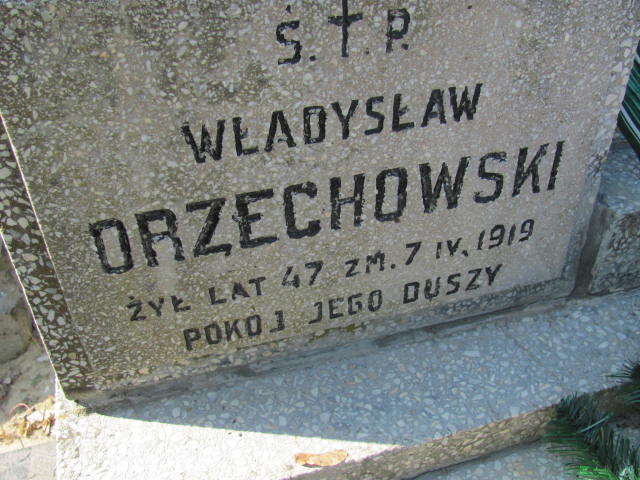 Ś. † P.
WŁADYSŁAW
ORZECHOWSKI
ŻYŁ LAT 47 ZM. 7 IV. 1919
POKÓJ JEGO DUSZY